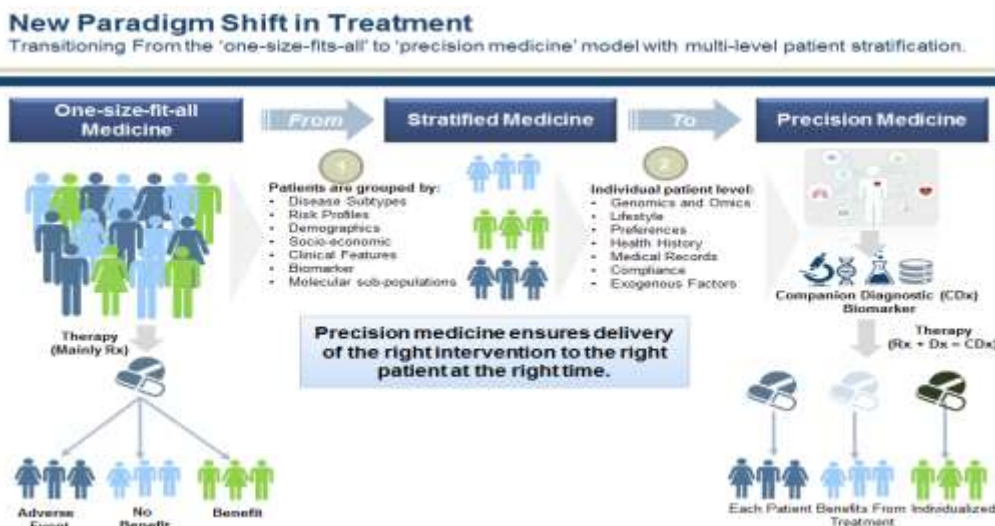 New Paradigm Shift in Treatment
Transitioning From the 'one-size-fits-all' to 'precision medicine' model with multi-level patient stratification.
One-size-fit-all
Medicine
From
Stratified Medicine
To
Precision Medicine
1
Patients are grouped by:
• Disease Subtypes
• Risk Profiles
• Demographics
• Socio-economic
• Clinical Features
• Biomarker
• Molecular sub-populations
2
Individual patient level:
• Genomics and Omics
• Lifestyle
• Preferences
• Health History
• Medical Records
• Compliance
• Exogenous Factors
Companion Diagnostic (CDx)
Biomarker
Therapy
(Mainly Rx)
Precision medicine ensures delivery
of the right intervention to the right
patient at the right time.
Therapy
(Rx + Dx = CDx)
Adverse
Event
No
Benefit
Benefit
Each Patient Benefits From Individualized
Treatment